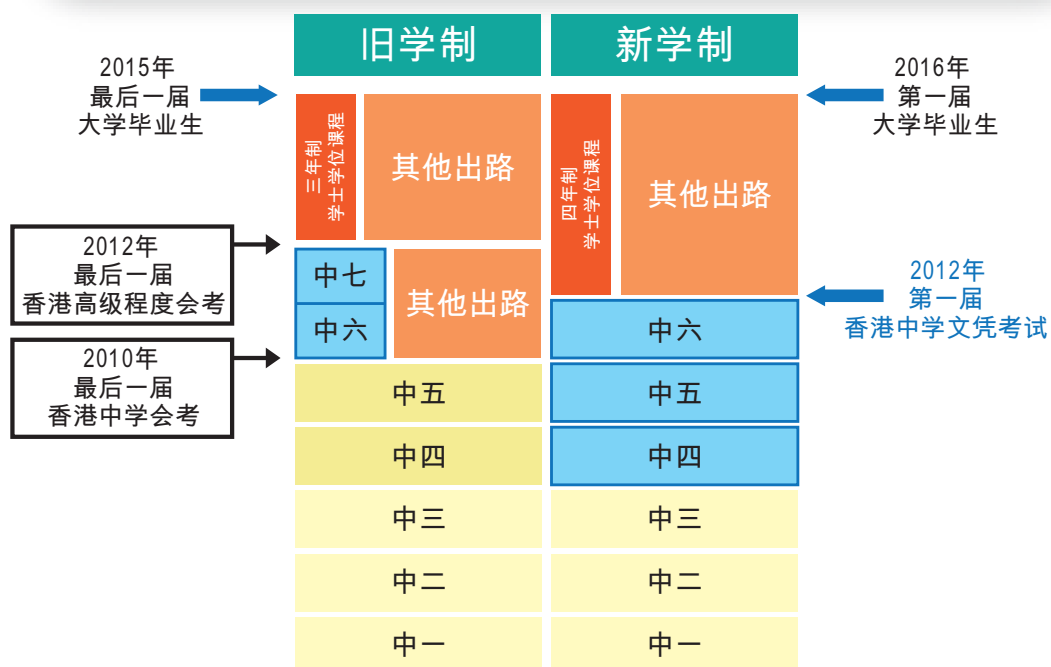 旧学制
新学制
2015年
最后一届
大学毕业生
2016年
第一届
大学毕业生
三年制
学士学位课程
其他出路
四年制
学士学位课程
其他出路
2012年
最后一届
香港高级程度会考
中七
中六
其他出路
2012年
第一届
香港中学文凭考试
2010年
最后一届
香港中学会考
中六
中五
中五
中四
中四
中三
中三
中二
中二
中一
中一